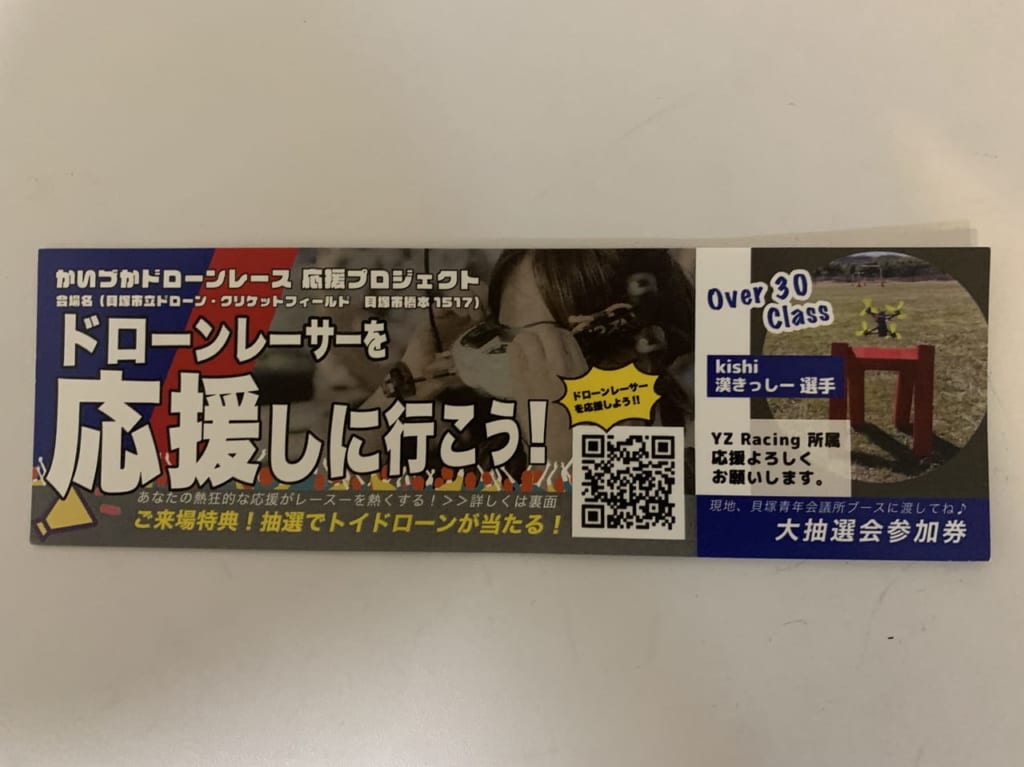 かいづかドローンレース 応援プロジェクト
会場名(貝塚市立ドローン・クリケットフィールド 貝塚市橋本1517)
ドローンレーサーを
応援しに行こう!
ドローンレーサー
を応援しよう!!
あなたの熱狂的な応援がレースーを熱くする!>>詳しくは裏面
ご来場特典!抽選でトイドローンが当たる!
Over 30
Class
kishi
漢きっしー 選手
YZ Racing 所属
応援よろしく
お願いします。
現地、貝塚青年会議所ブースに渡してね♪
大抽選会参加券